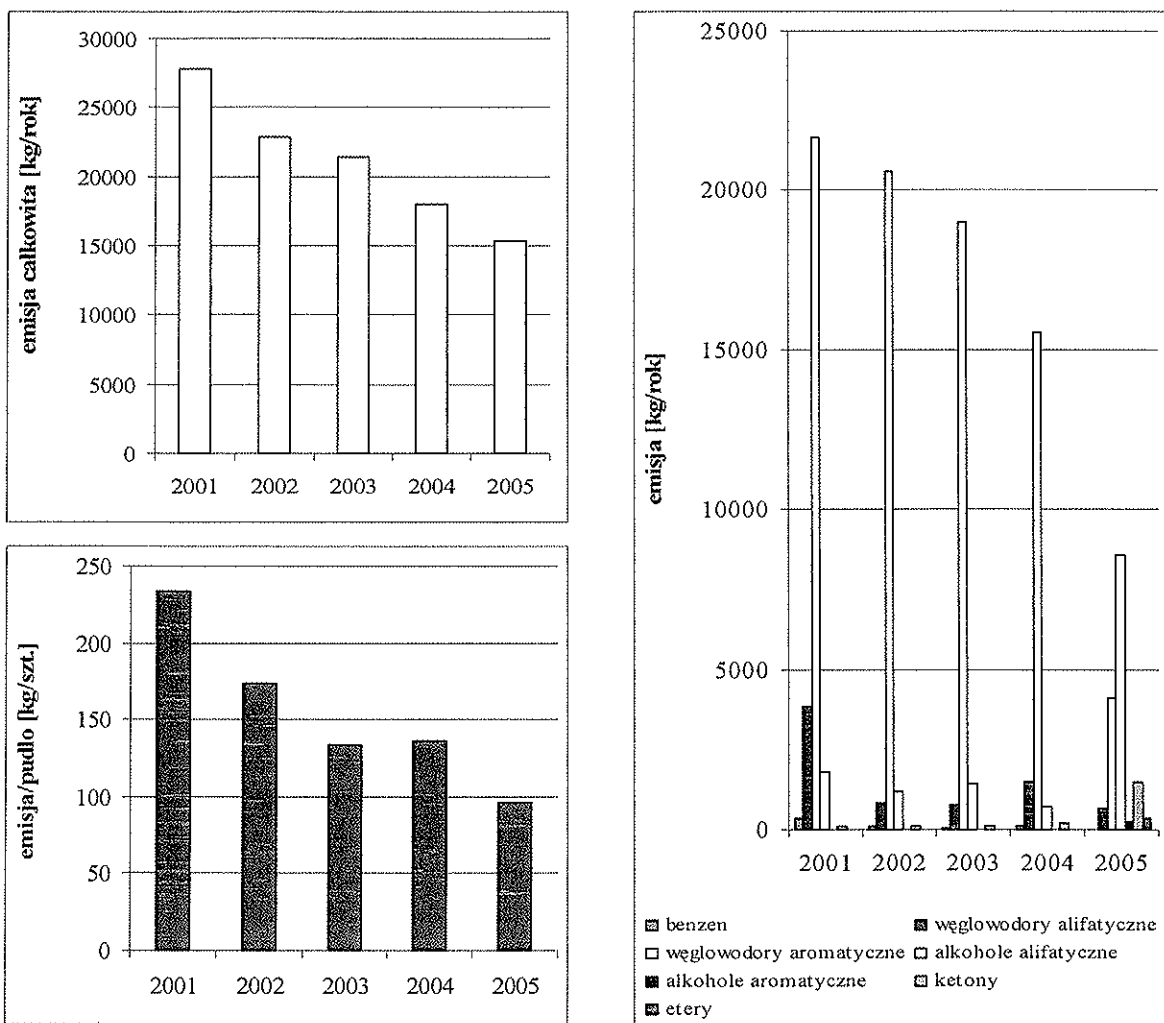 emisja całkowita [kg/rok]
30000
25000
20000
15000
10000
5000
0
2001 2002 2003 2004 2005
emisja/pudło [kg/szt.]
250
200
150
100
50
0
2001 2002 2003 2004 2005
emisja [kg/rok]
25000
20000
15000
10000
5000
0
2001 2002 2003 2004 2005
benzen węglowodory alifatyczne
węglowodory aromatyczne alkohole alifatyczne
alkohole aromatyczne ketony
etery